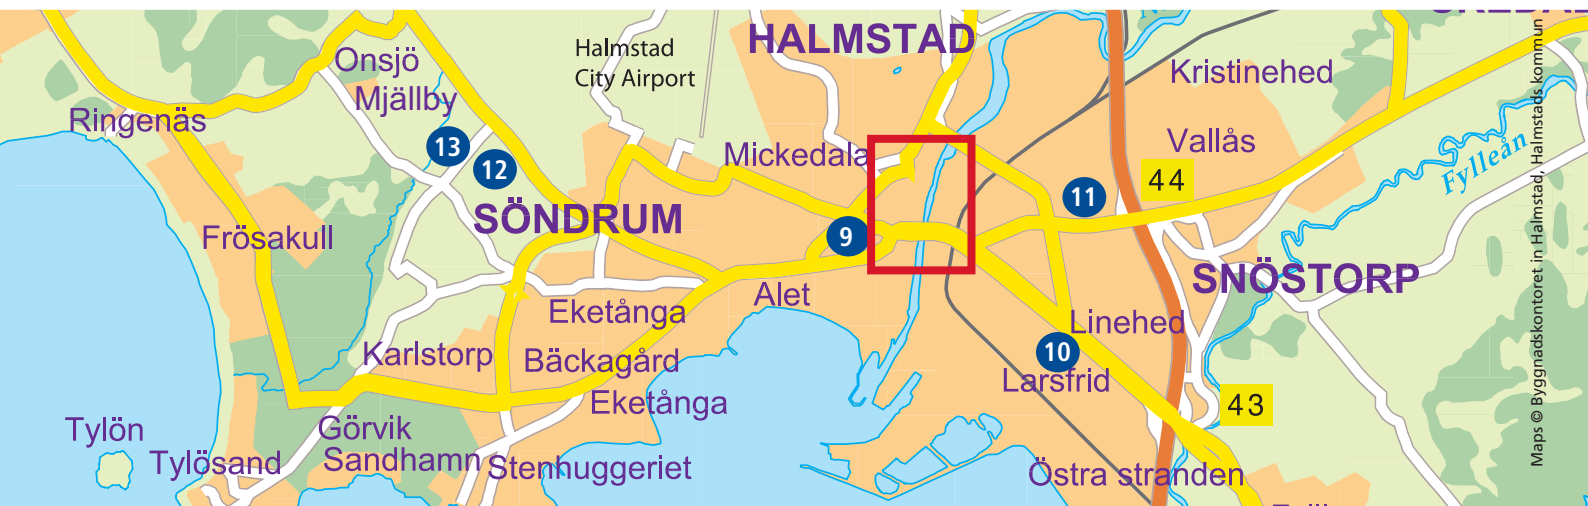 HALMSTAD
Halmstad
City Airport
Onsjö
Mjällby
Kristinehed
Ringenäs
13
12
Mickedala
Vallås
Fylleån
44
11
SÖNDRUM
9
Frösakull
SNÖSTORP
Alet
Eketånga
Linehed
Karlstorp
Bäckagård
10
Larsfrid
Eketånga
43
Tylön
Görvik
Tylösand
Sandhamn
Stenhuggeriet
Östra stranden
Maps © Byggnadskontoret in Halmstad, Halmstads kommun